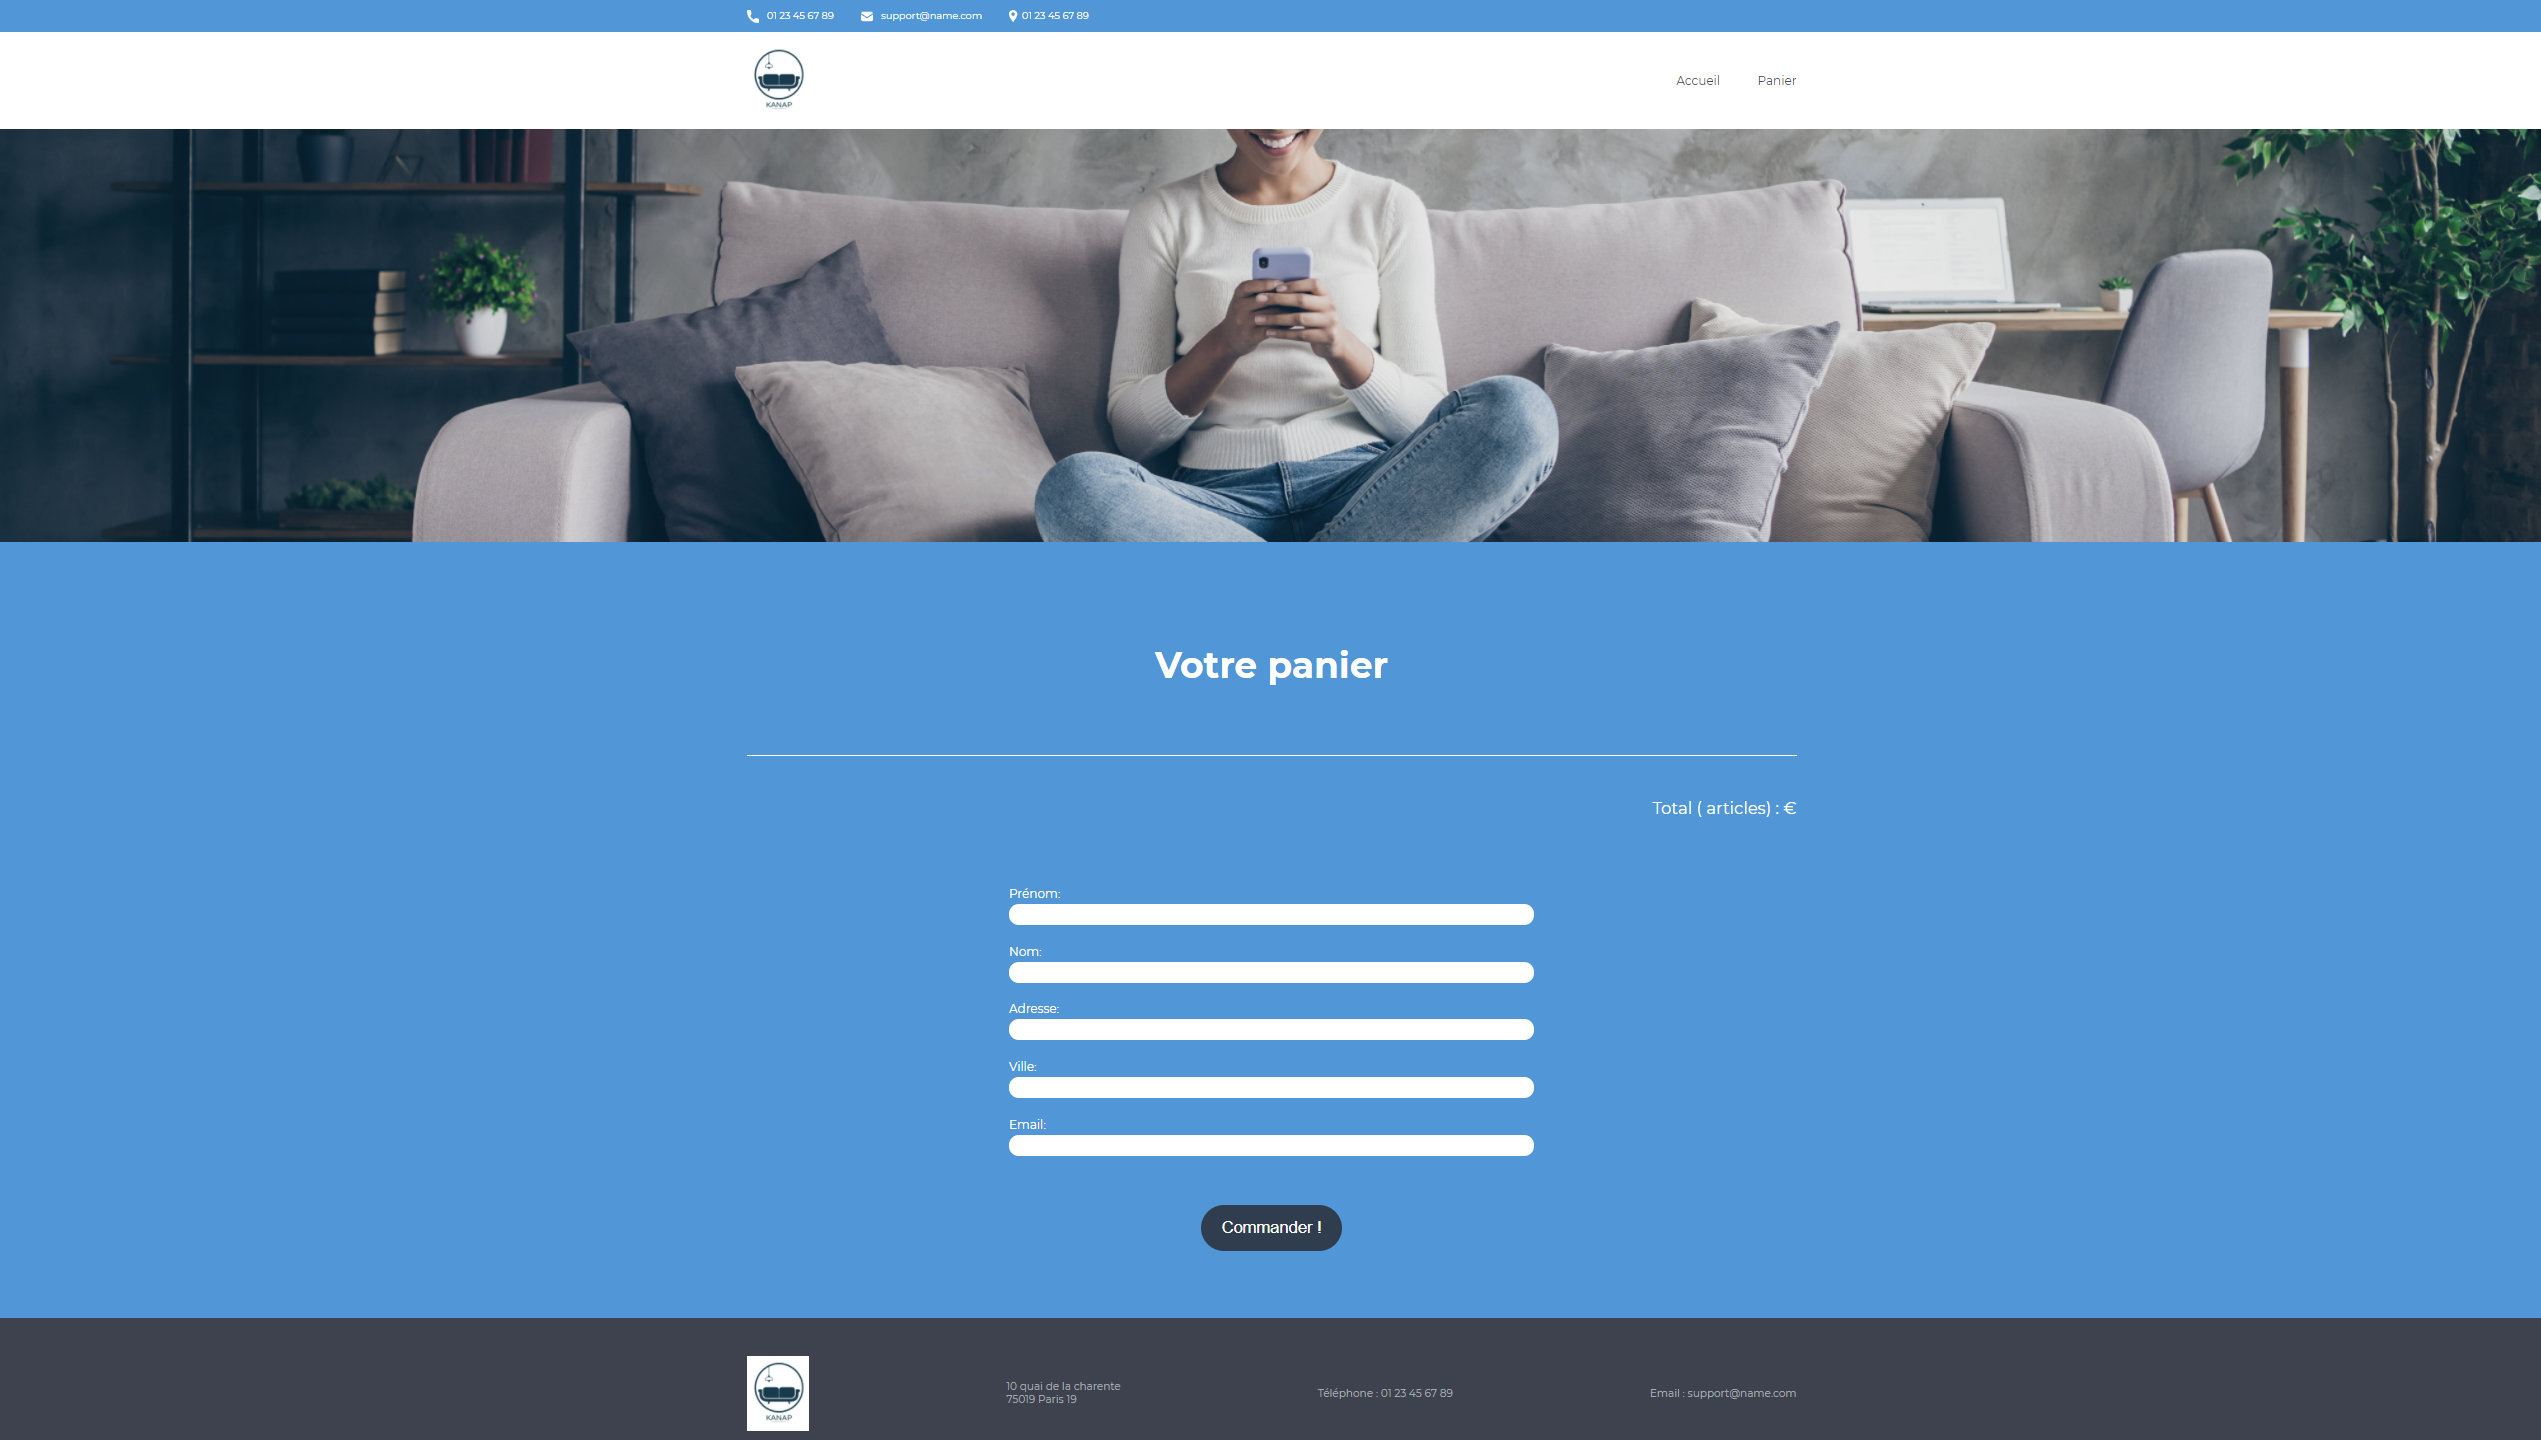 01 23 45 67 89 support@name.com 01 23 45 67 89
KANAP
Accueil Panier
Votre panier
Total ( articles) : €
Prénom:
Nom:
Adresse:
Ville:
Email:
Commander !
KANAP
10 quai de la charente
75019 Paris 19
Téléphone : 01 23 45 67 89
Email : support@name.com